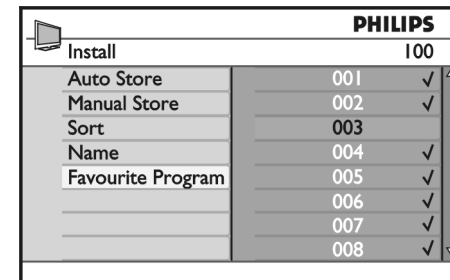 PHILIPS
Install 100
Auto Store 001 ✓
Manual Store 002 ✓
Sort 003
Name 004 ✓
Favourite Program 005 ✓
006 ✓
007 ✓
008 ✓